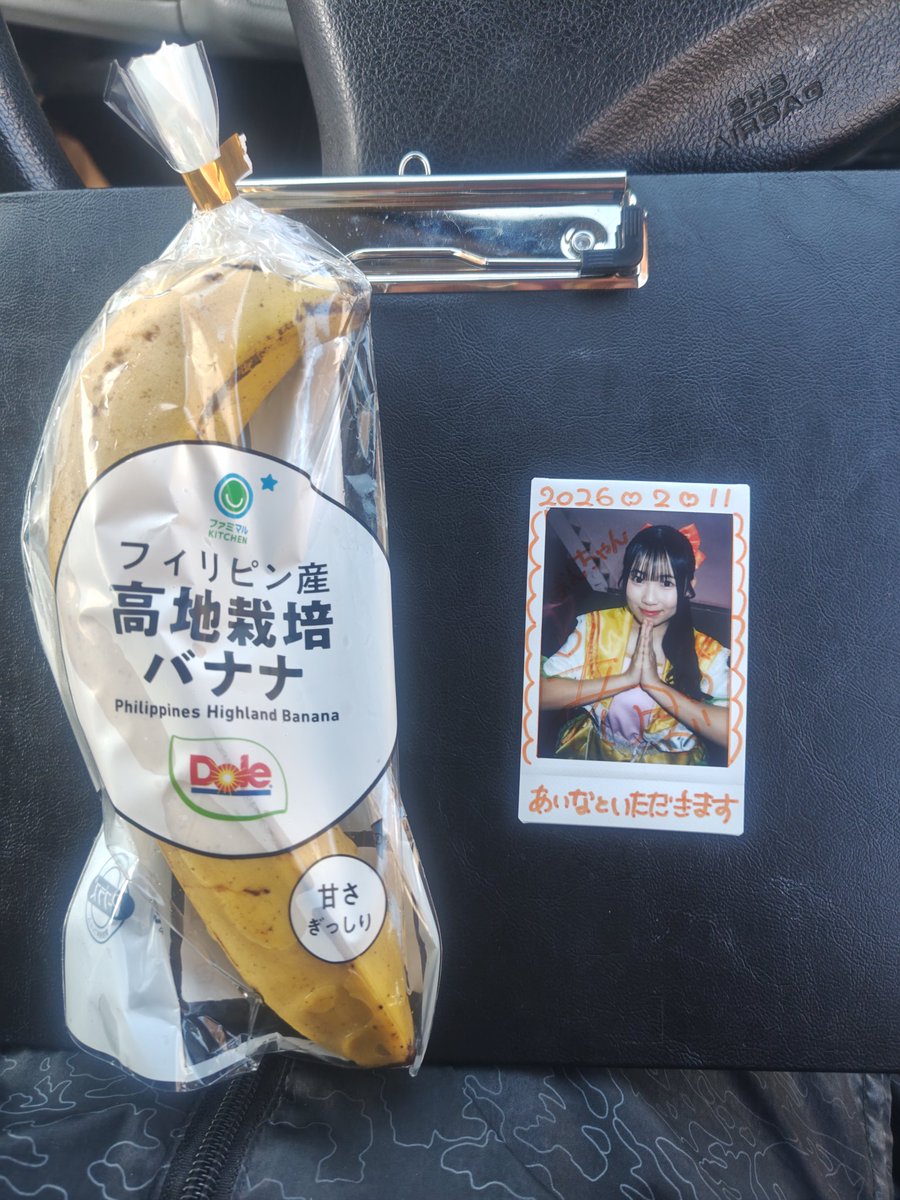 SRS
AIRBAG
ファミマル
KITCHEN
フィリピン産
高地栽培
バナナ
Philippines Highland Banana
Dole
甘さ
ぎっしり
2026♡2♡11
ちゃん
あいなといただきます